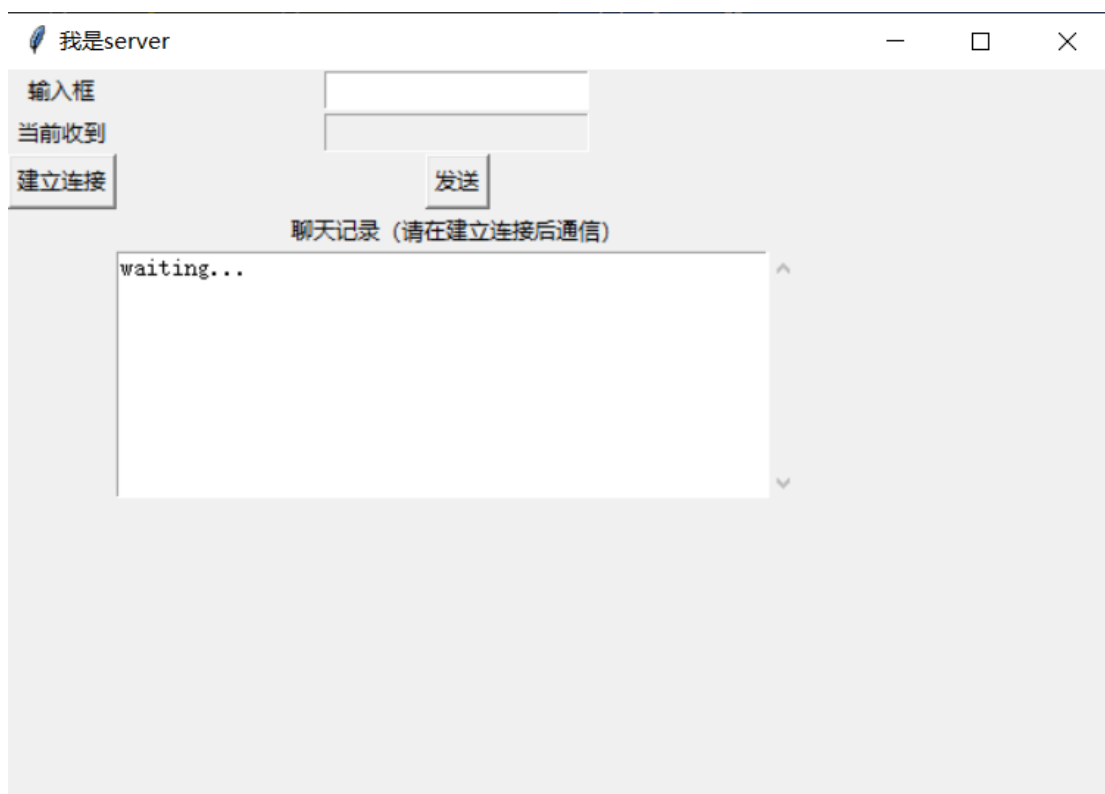 我是server
输入框
当前收到
建立连接 发送
聊天记录（请在建立连接后通信）
waiting...